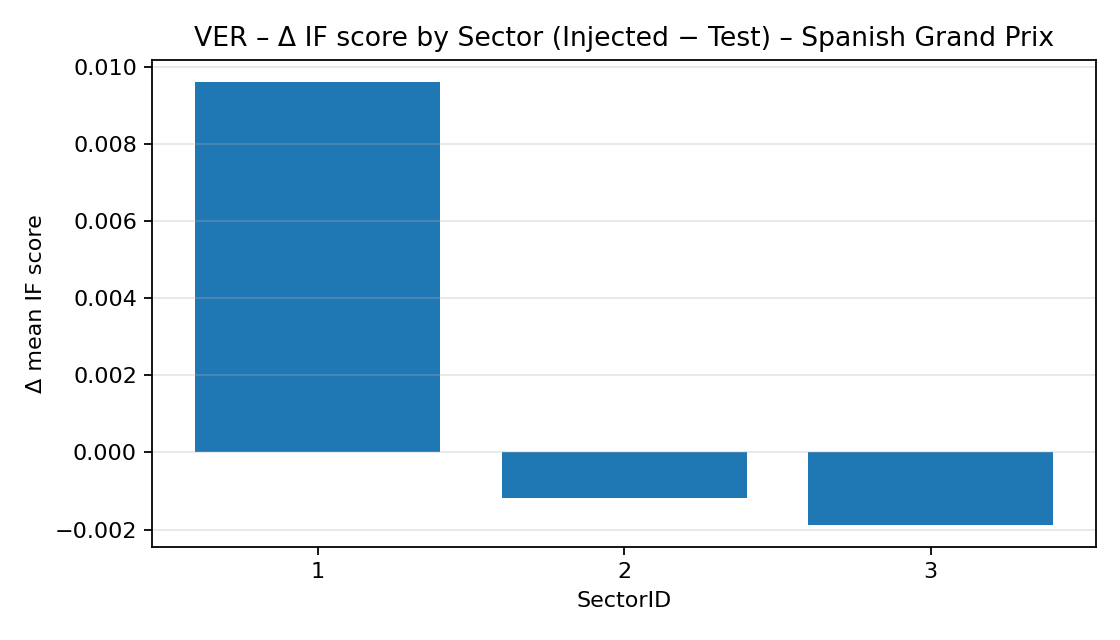 VER – Δ IF score by Sector (Injected − Test) – Spanish Grand Prix
Δ mean IF score
0.010
0.008
0.006
0.004
0.002
0.000
−0.002
1 2 3
SectorID